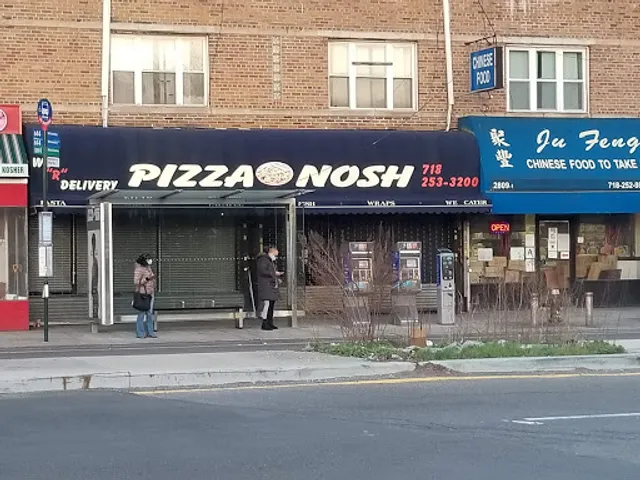 CHINESE
FOOD
KOSHER
"R"
DELIVERY
PIZZA NOSH
718
253-3200
WRAPS
WE CATER
聚豐
Ju Feng
CHINESE FOOD TO TAKE
2809
OPEN
A